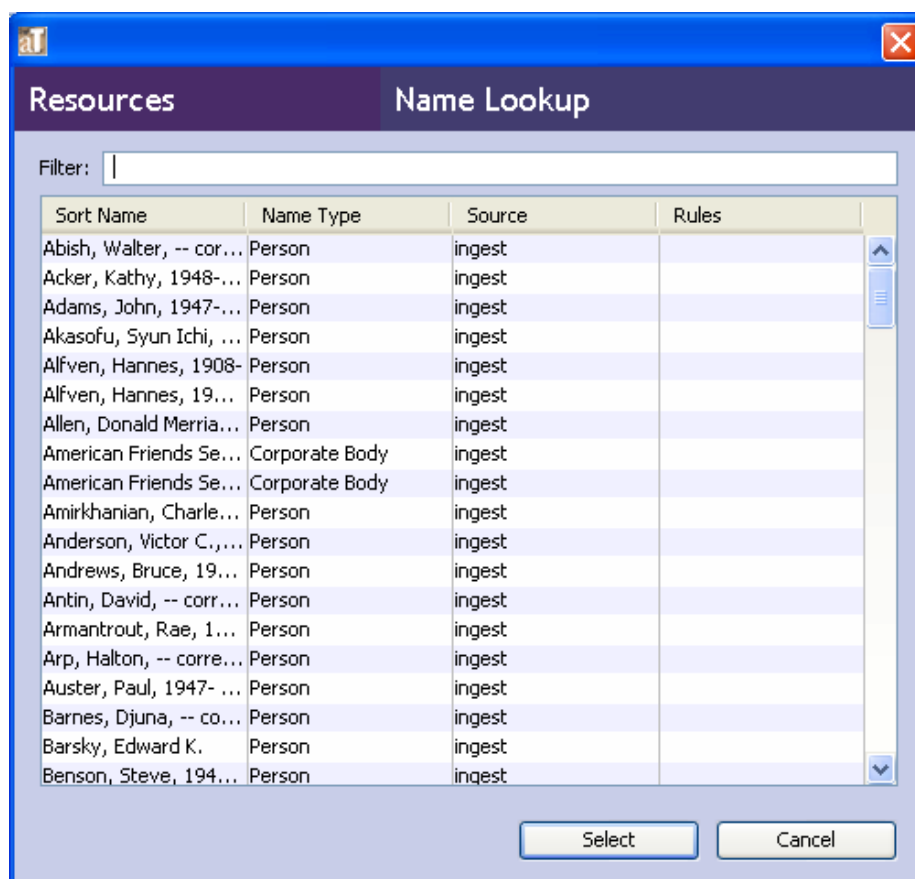 aT
Resources Name Lookup
Filter:
Sort Name Name Type Source Rules
Abish, Walter, -- cor... Person ingest
Acker, Kathy, 1948-... Person ingest
Adams, John, 1947-... Person ingest
Akasofu, Syun Ichi, ... Person ingest
Alfven, Hannes, 1908- Person ingest
Alfven, Hannes, 19... Person ingest
Allen, Donald Merria... Person ingest
American Friends Se... Corporate Body ingest
American Friends Se... Corporate Body ingest
Amirkhanian, Charle... Person ingest
Anderson, Victor C.,... Person ingest
Andrews, Bruce, 19... Person ingest
Antin, David, -- corr... Person ingest
Armantrout, Rae, 1... Person ingest
Arp, Halton, -- corre... Person ingest
Auster, Paul, 1947- ... Person ingest
Barnes, Djuna, -- co... Person ingest
Barsky, Edward K. Person ingest
Benson, Steve, 194... Person ingest
Select Cancel